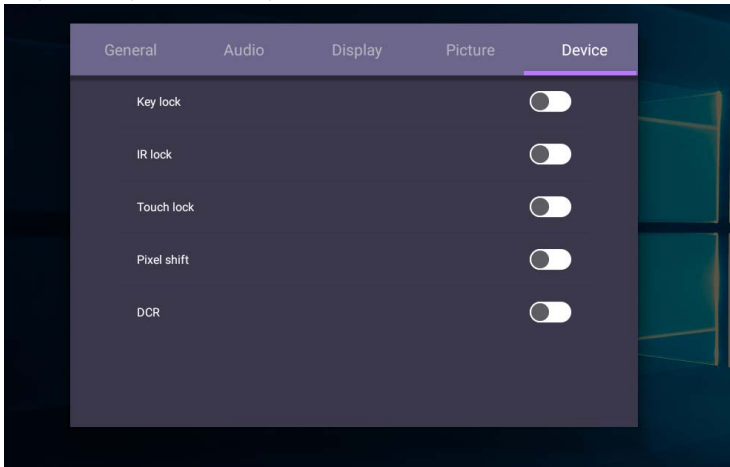 General Audio Display Picture Device
Key lock
IR lock
Touch lock
Pixel shift
DCR